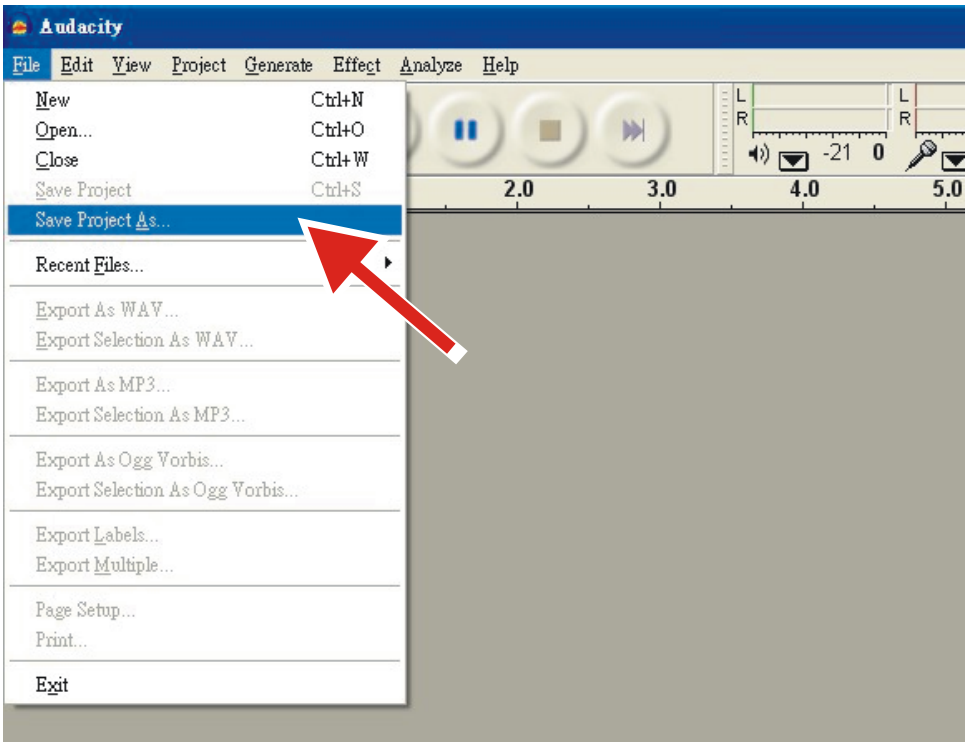 Audacity
File Edit View Project Generate Effect Analyze Help
New Ctrl+N
Open... Ctrl+O
Close Ctrl+W
Save Project Ctrl+S
Save Project As...
Recent Files...
Export As WAV...
Export Selection As WAV...
Export As MP3...
Export Selection As MP3...
Export As Ogg Vorbis...
Export Selection As Ogg Vorbis...
Export Labels...
Export Multiple...
Page Setup...
Print...
Exit
L L
R R
-21 0
2.0 3.0 4.0 5.0